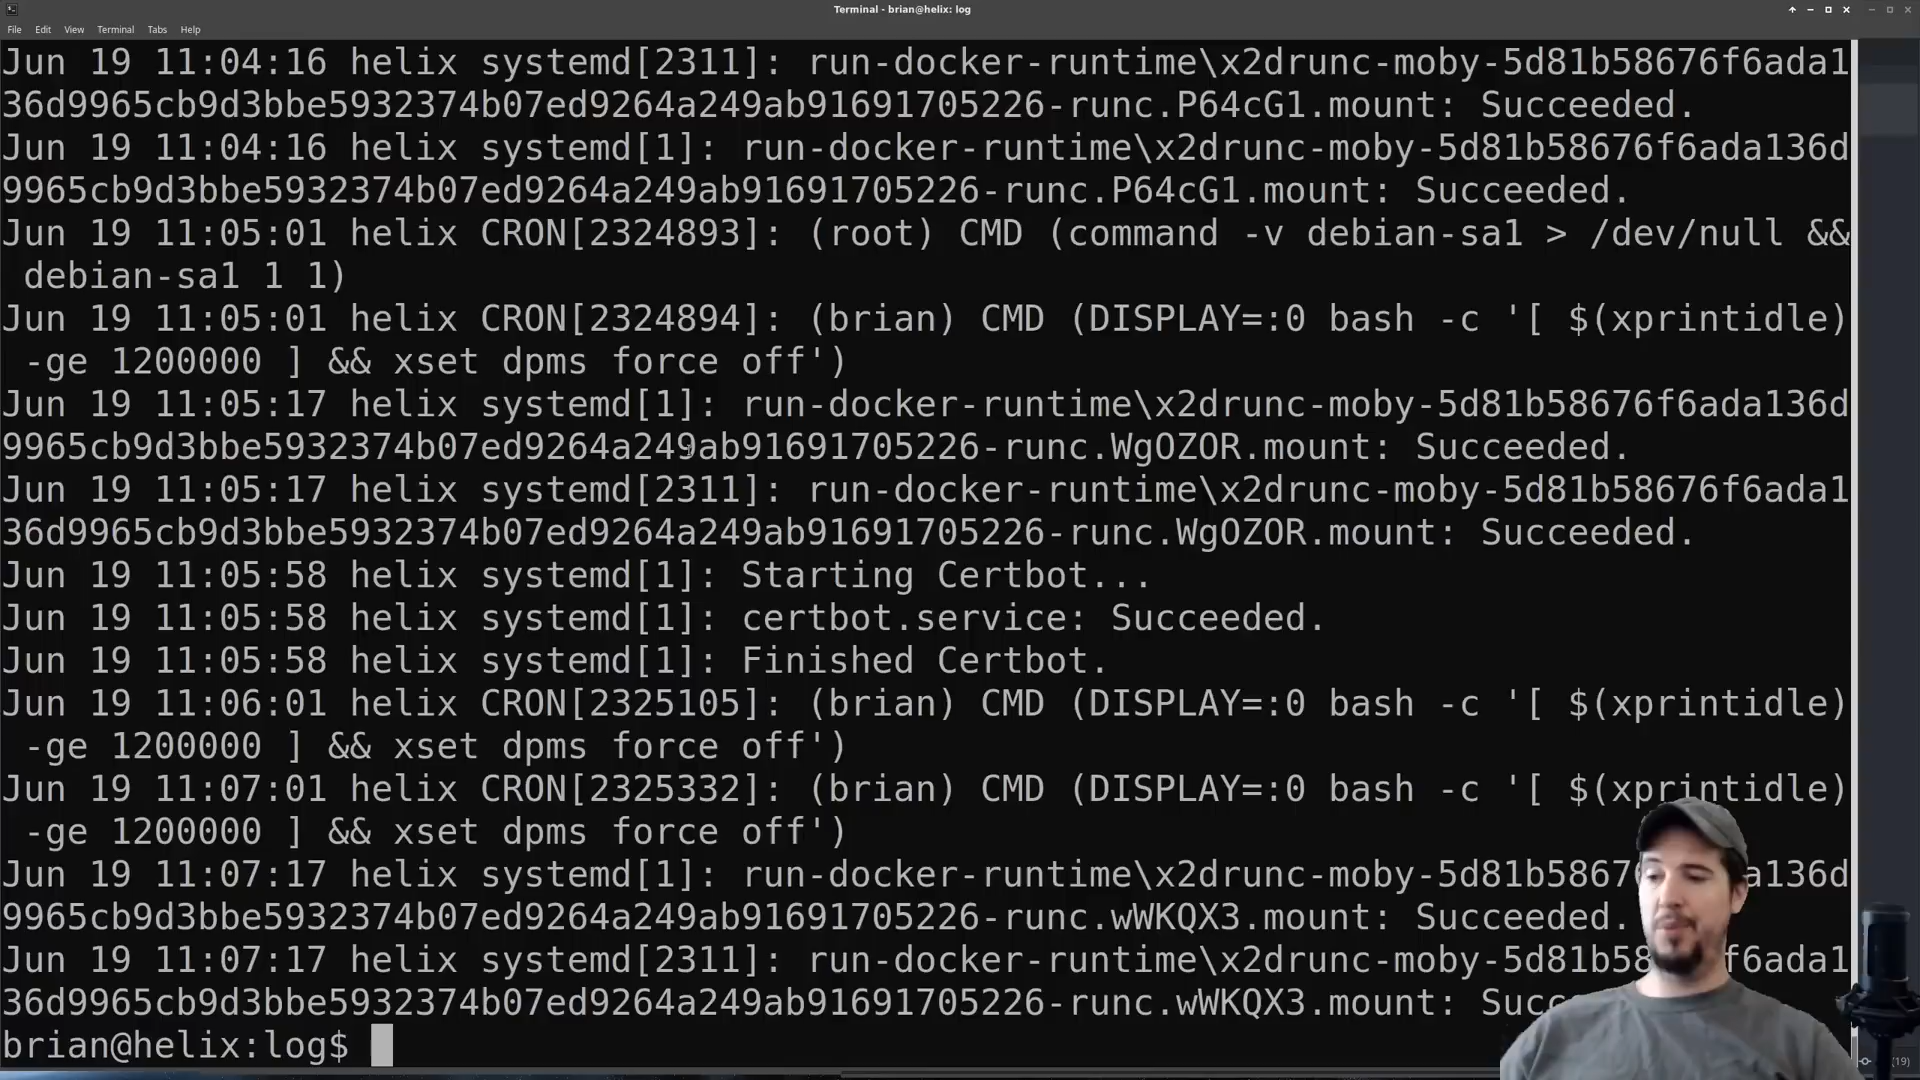 Terminal - brian@helix: log
File Edit View Terminal Tabs Help
Jun 19 11:04:16 helix systemd[2311]: run-docker-runtime\x2drunc-moby-5d81b58676f6ada1
36d9965cb9d3bbe5932374b07ed9264a249ab91691705226-runc.P64cG1.mount: Succeeded.
Jun 19 11:04:16 helix systemd[1]: run-docker-runtime\x2drunc-moby-5d81b58676f6ada136d
9965cb9d3bbe5932374b07ed9264a249ab91691705226-runc.P64cG1.mount: Succeeded.
Jun 19 11:05:01 helix CRON[2324893]: (root) CMD (command -v debian-sa1 > /dev/null &&
debian-sa1 1 1)
Jun 19 11:05:01 helix CRON[2324894]: (brian) CMD (DISPLAY=:0 bash -c '[ $(xprintidle)
-ge 1200000 ] && xset dpms force off')
Jun 19 11:05:17 helix systemd[1]: run-docker-runtime\x2drunc-moby-5d81b58676f6ada136d
9965cb9d3bbe5932374b07ed9264a249ab91691705226-runc.WgOZOR.mount: Succeeded.
Jun 19 11:05:17 helix systemd[2311]: run-docker-runtime\x2drunc-moby-5d81b58676f6ada1
36d9965cb9d3bbe5932374b07ed9264a249ab91691705226-runc.WgOZOR.mount: Succeeded.
Jun 19 11:05:58 helix systemd[1]: Starting Certbot...
Jun 19 11:05:58 helix systemd[1]: certbot.service: Succeeded.
Jun 19 11:05:58 helix systemd[1]: Finished Certbot.
Jun 19 11:06:01 helix CRON[2325105]: (brian) CMD (DISPLAY=:0 bash -c '[ $(xprintidle)
-ge 1200000 ] && xset dpms force off')
Jun 19 11:07:01 helix CRON[2325332]: (brian) CMD (DISPLAY=:0 bash -c '[ $(xprintidle)
-ge 1200000 ] && xset dpms force off')
Jun 19 11:07:17 helix systemd[1]: run-docker-runtime\x2drunc-moby-5d81b5867 a136d
9965cb9d3bbe5932374b07ed9264a249ab91691705226-runc.wWKQX3.mount: Succeeded.
Jun 19 11:07:17 helix systemd[2311]: run-docker-runtime\x2drunc-moby-5d81b58 f6ada1
36d9965cb9d3bbe5932374b07ed9264a249ab91691705226-runc.wWKQX3.mount: Succ
brian@helix:log$
(19)